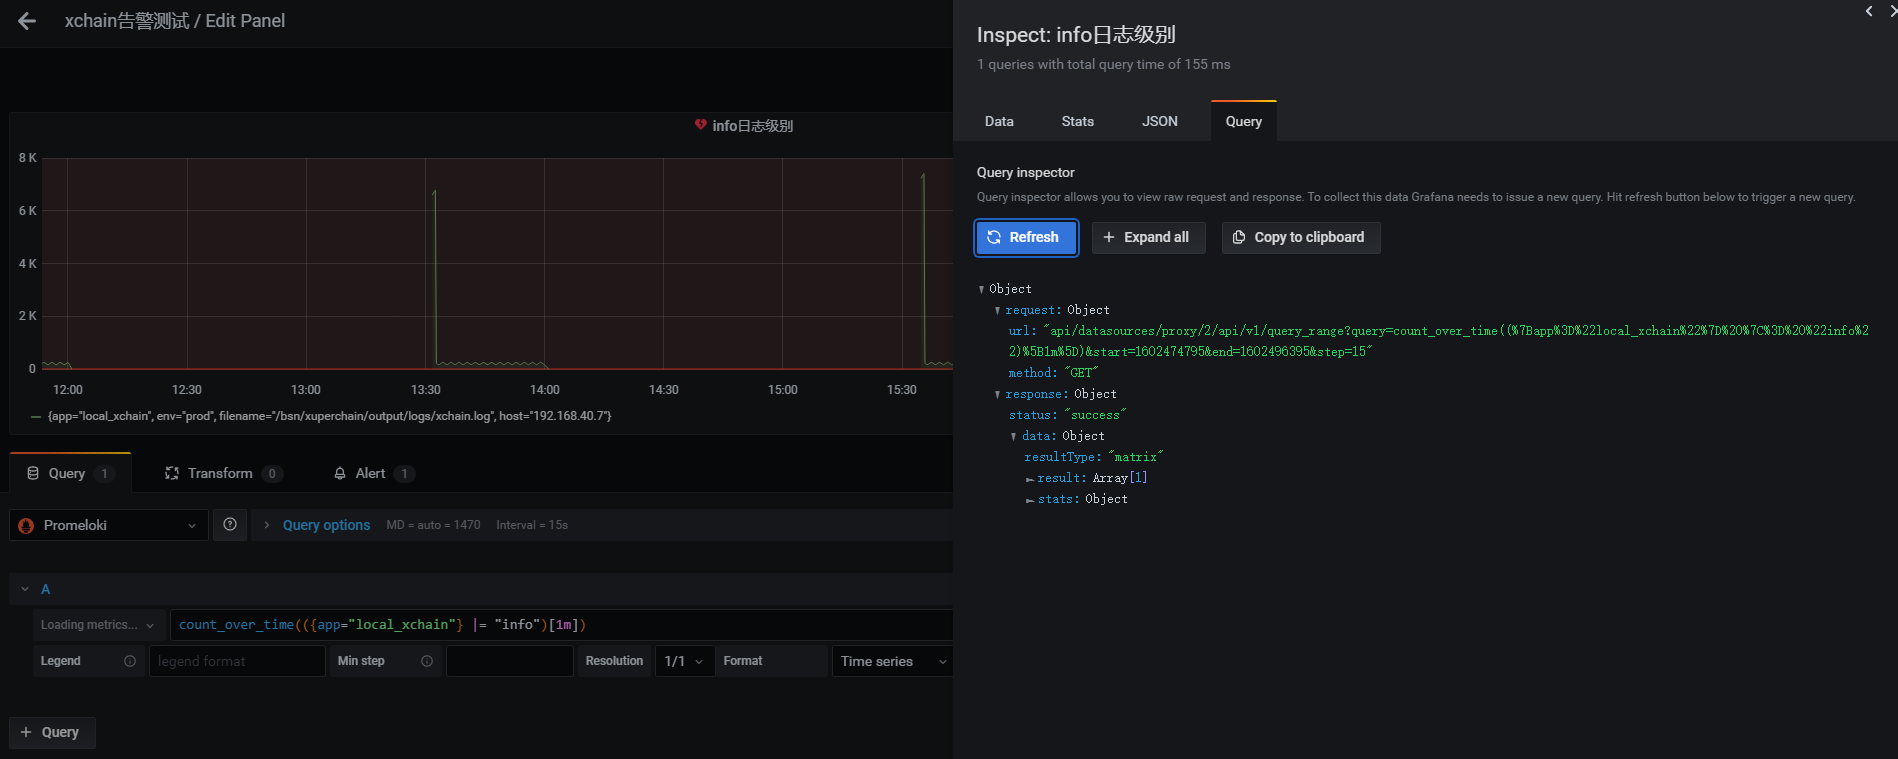 xchain告警测试 / Edit Panel
info日志级别
8 K
6 K
4 K
2 K
0
12:00 12:30 13:00 13:30 14:00 14:30 15:00 15:30
{app="local_xchain", env="prod", filename="/bsn/xuperchain/output/logs/xchain.log", host="192.168.40.7"}
Query 1 Transform 0 Alert 1
Promeloki Query options MD = auto = 1470 Interval = 15s
A
Loading metrics... count_over_time(({app="local_xchain"} |= "info")[1m])
Legend legend format Min step Resolution 1/1 Format Time series
+ Query
Inspect: info日志级别
1 queries with total query time of 155 ms
Data Stats JSON Query
Query inspector
Query inspector allows you to view raw request and response. To collect this data Grafana needs to issue a new query. Hit refresh button below to trigger a new query.
Refresh + Expand all Copy to clipboard
Object
request: Object
url: "api/datasources/proxy/2/api/v1/query_range?query=count_over_time((%7Bapp%3D%22local_xchain%22%7D%20%7C%3D%20%22info%2
2)%5B1m%5D)&start=1602474795&end=1602496395&step=15"
method: "GET"
response: Object
status: "success"
data: Object
resultType: "matrix"
result: Array[1]
stats: Object